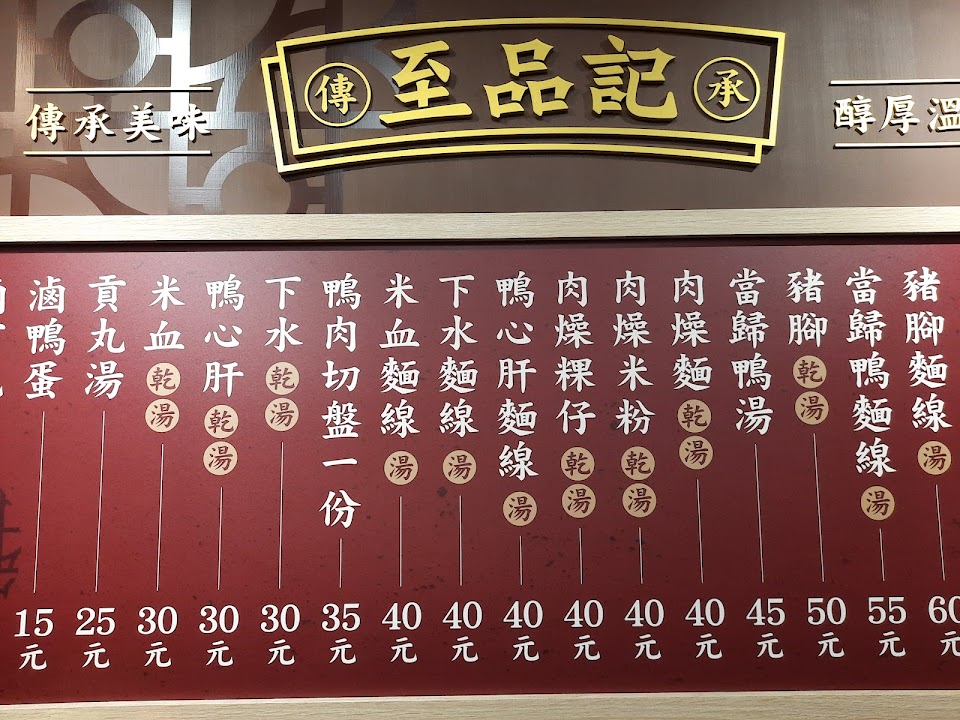 傳承美味
傳 至品記 承
醇厚溫
豬腳麵線 湯 60元
當歸鴨麵線 湯 55元
豬腳 乾 湯 50元
當歸鴨湯 45元
肉燥麵 乾 湯 40元
肉燥米粉 乾 湯 40元
肉燥粿仔 乾 湯 40元
鴨心肝麵線 湯 40元
下水麵線 湯 40元
米血麵線 湯 40元
鴨肉切盤一份 35元
下水 乾 湯 30元
鴨心肝 乾 湯 30元
米血 乾 湯 30元
貢丸湯 25元
滷鴨蛋 15元